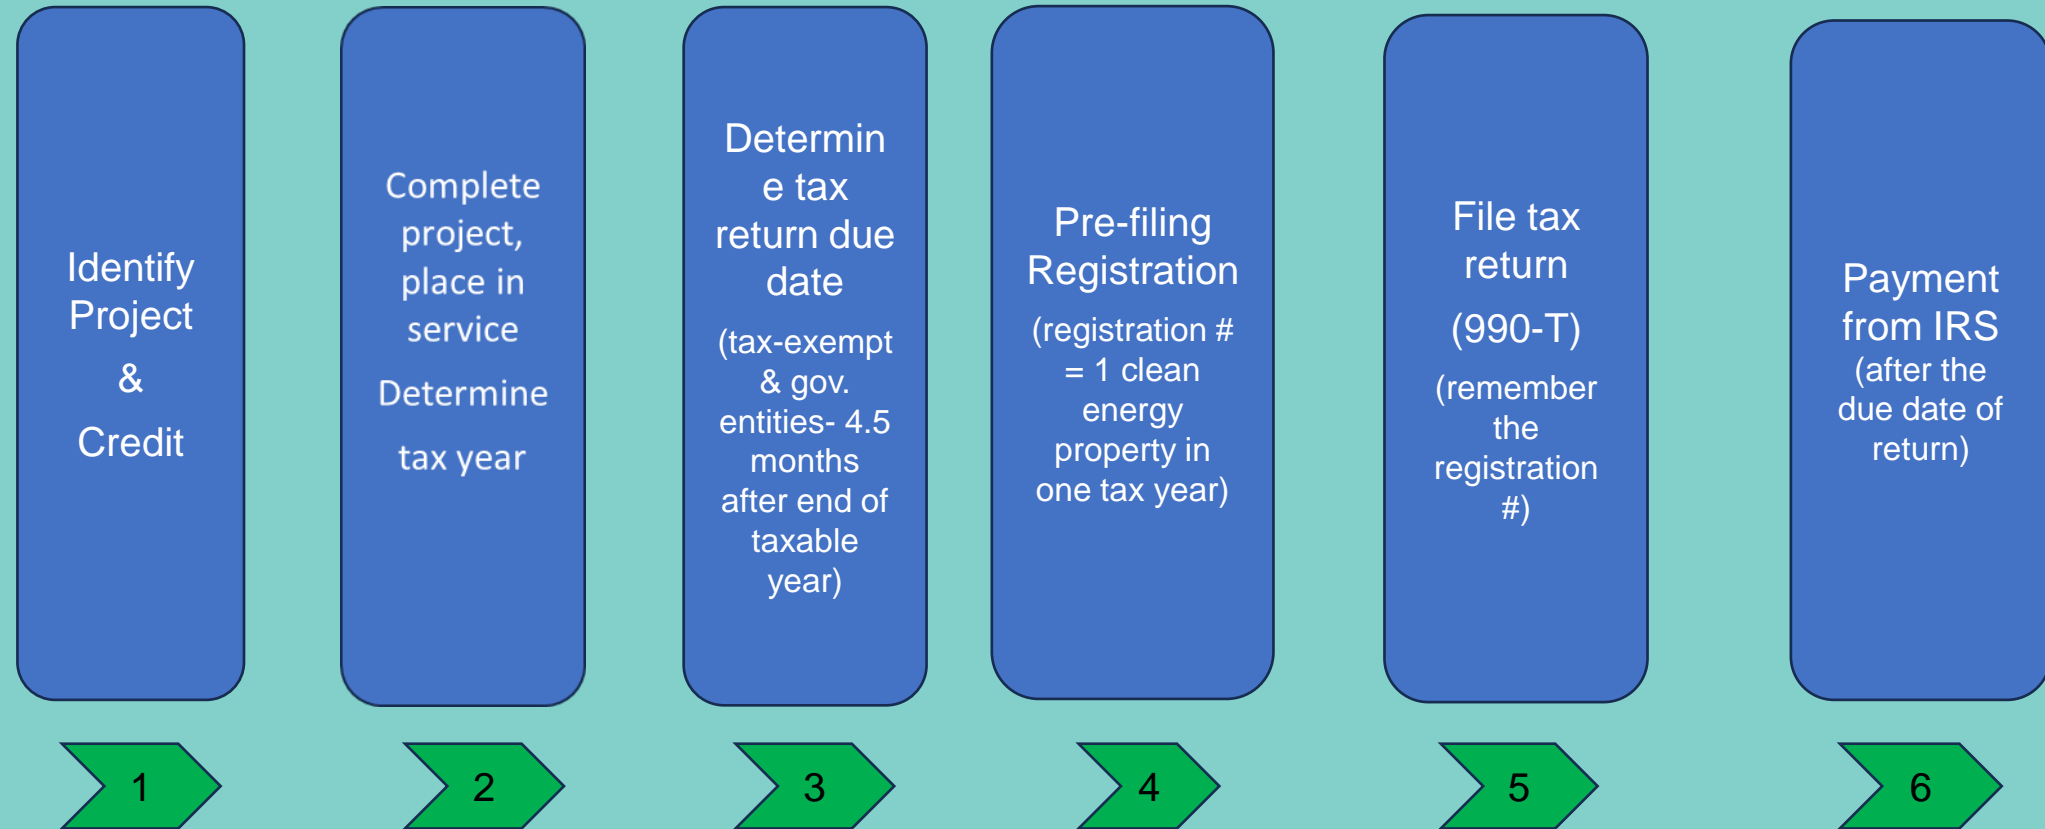 Identify
Project
&
Credit
Complete
project,
place in
service
Determine
tax year
Determin
e tax
return due
date
(tax-exempt
& gov.
entities- 4.5
months
after end of
taxable
year)
Pre-filing
Registration
(registration #
= 1 clean
energy
property in
one tax year)
File tax
return
(990-T)
(remember
the
registration
#)
Payment
from IRS
(after the
due date of
return)
1
2
3
4
5
6